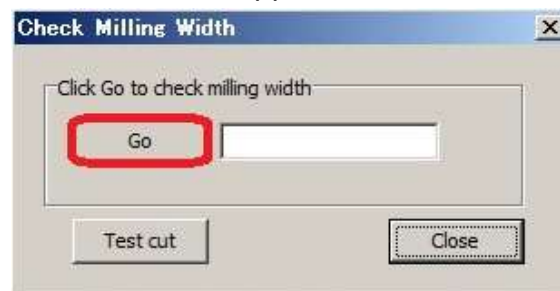 Check Milling Width
Click Go to check milling width
Go
Test cut
Close